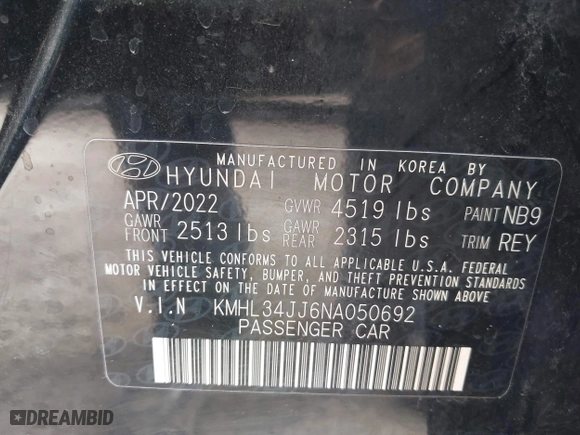 MANUFACTURED IN KOREA BY
HYUNDAI MOTOR COMPANY
APR/2022 GVWR 4519 lbs PAINT NB9
GAWR FRONT 2513 lbs GAWR REAR 2315 lbs TRIM REY
THIS VEHICLE CONFORMS TO ALL APPLICABLE U.S.A. FEDERAL
MOTOR VEHICLE SAFETY, BUMPER, AND THEFT PREVENTION STANDARDS
IN EFFECT ON THE DATE OF MANUFACTURE SHOWN ABOVE.
V.I.N KMHL34JJ6NA050692
PASSENGER CAR
DREAMBID